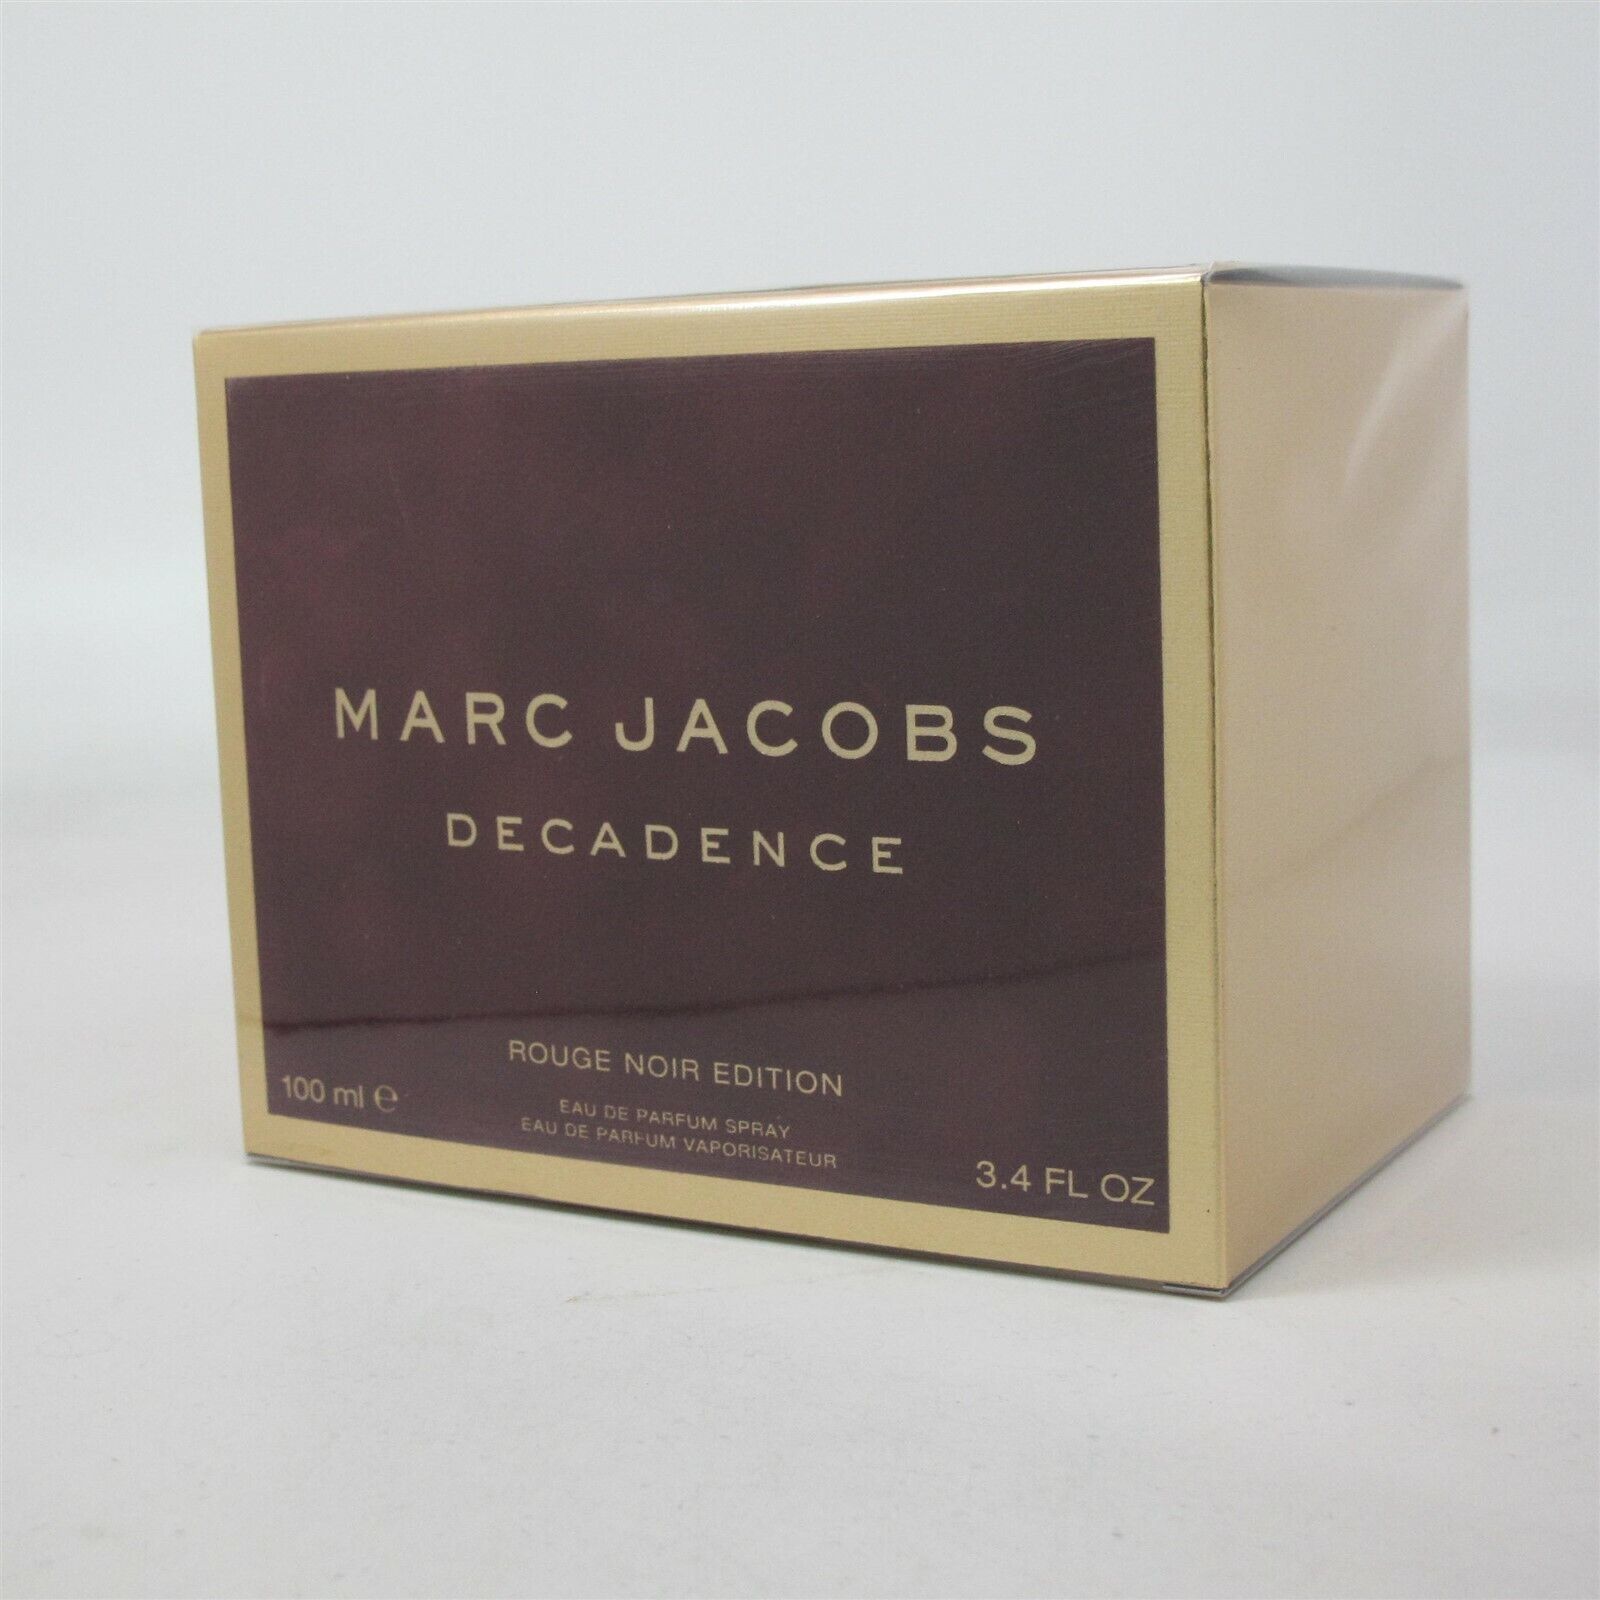 MARC JACOBS
DECADENCE
ROUGE NOIR EDITION
100 ml ℮
EAU DE PARFUM SPRAY
EAU DE PARFUM VAPORISATEUR
3.4 FL OZ